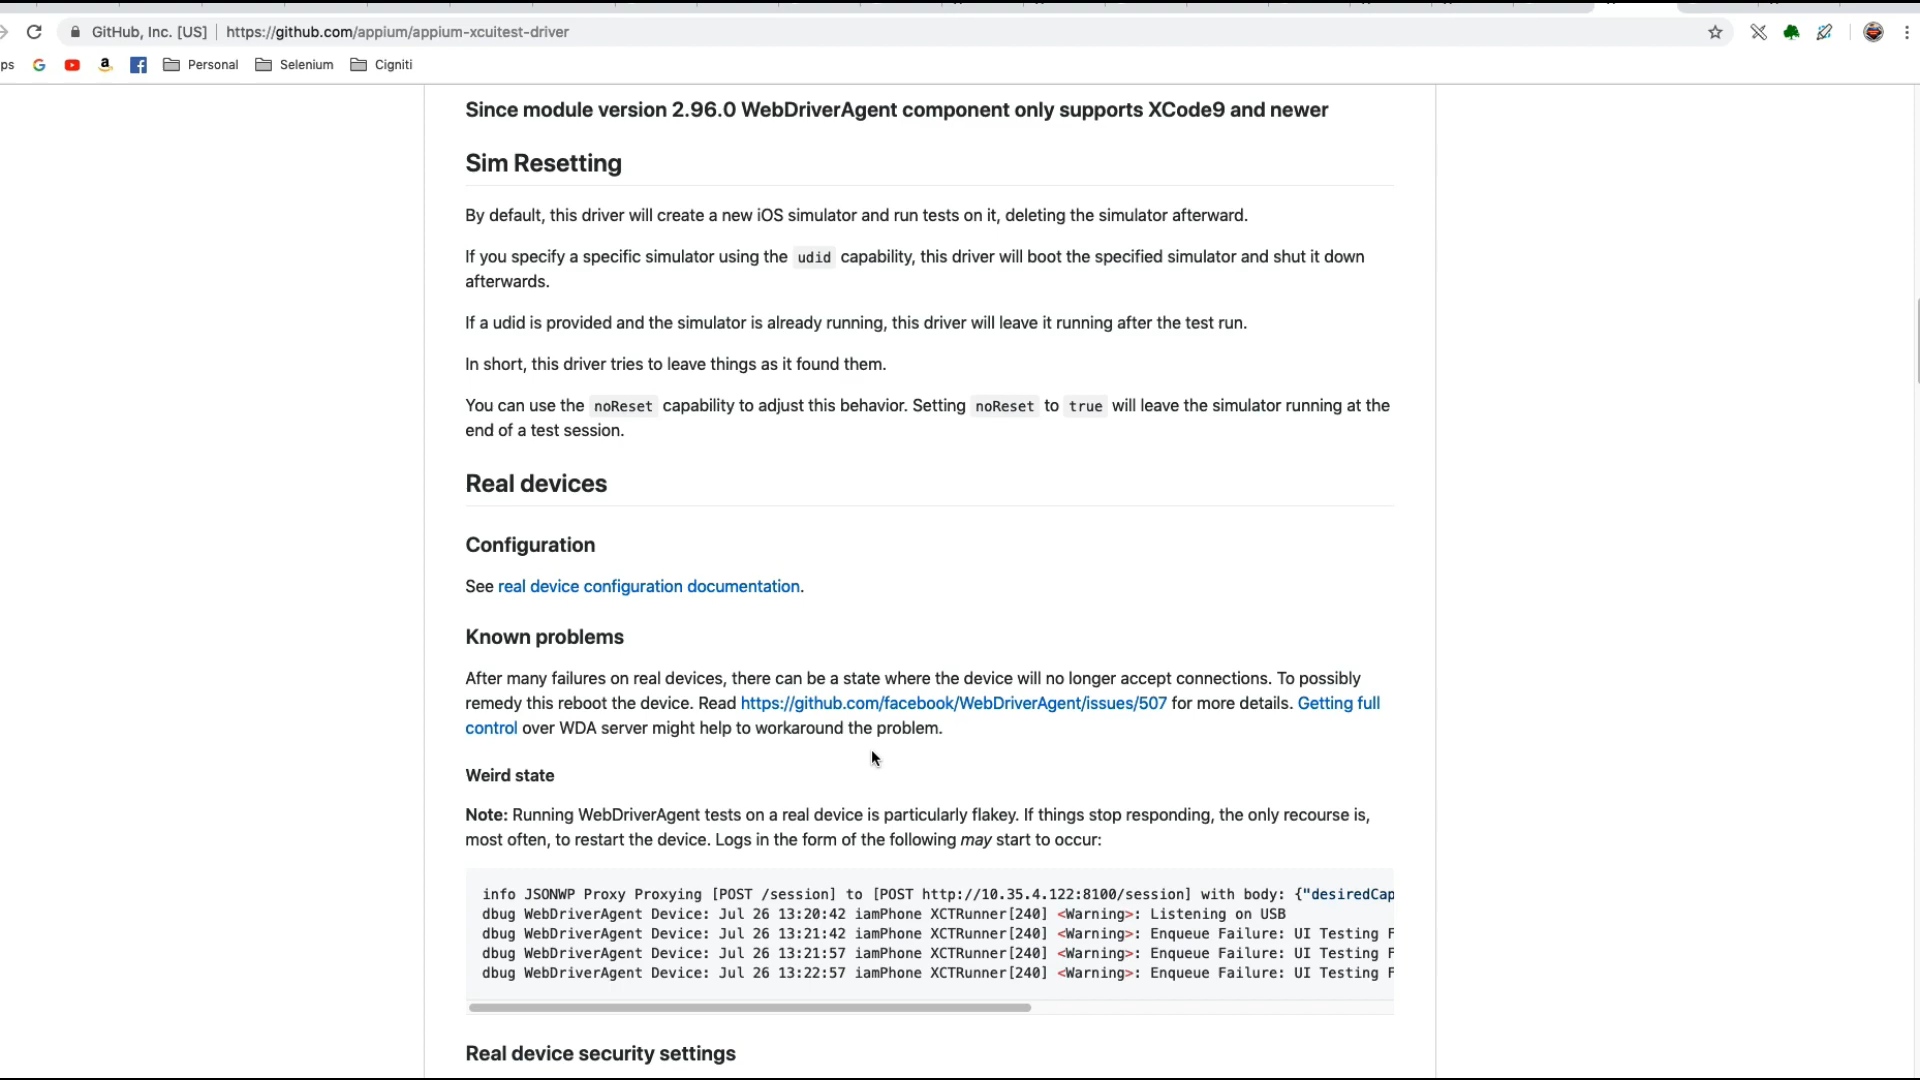 GitHub, Inc. [US] https://github.com/appium/appium-xcuitest-driver
ps Personal Selenium Cigniti
Since module version 2.96.0 WebDriverAgent component only supports XCode9 and newer
Sim Resetting
By default, this driver will create a new iOS simulator and run tests on it, deleting the simulator afterward.
If you specify a specific simulator using the udid capability, this driver will boot the specified simulator and shut it down
afterwards.
If a udid is provided and the simulator is already running, this driver will leave it running after the test run.
In short, this driver tries to leave things as it found them.
You can use the noReset capability to adjust this behavior. Setting noReset to true will leave the simulator running at the
end of a test session.
Real devices
Configuration
See real device configuration documentation.
Known problems
After many failures on real devices, there can be a state where the device will no longer accept connections. To possibly
remedy this reboot the device. Read https://github.com/facebook/WebDriverAgent/issues/507 for more details. Getting full
control over WDA server might help to workaround the problem.
Weird state
Note: Running WebDriverAgent tests on a real device is particularly flakey. If things stop responding, the only recourse is,
most often, to restart the device. Logs in the form of the following may start to occur:
info JSONWP Proxy Proxying [POST /session] to [POST http://10.35.4.122:8100/session] with body: {"desiredCap
dbug WebDriverAgent Device: Jul 26 13:20:42 iamPhone XCTRunner[240] <Warning>: Listening on USB
dbug WebDriverAgent Device: Jul 26 13:21:42 iamPhone XCTRunner[240] <Warning>: Enqueue Failure: UI Testing F
dbug WebDriverAgent Device: Jul 26 13:21:57 iamPhone XCTRunner[240] <Warning>: Enqueue Failure: UI Testing F
dbug WebDriverAgent Device: Jul 26 13:22:57 iamPhone XCTRunner[240] <Warning>: Enqueue Failure: UI Testing F
Real device security settings